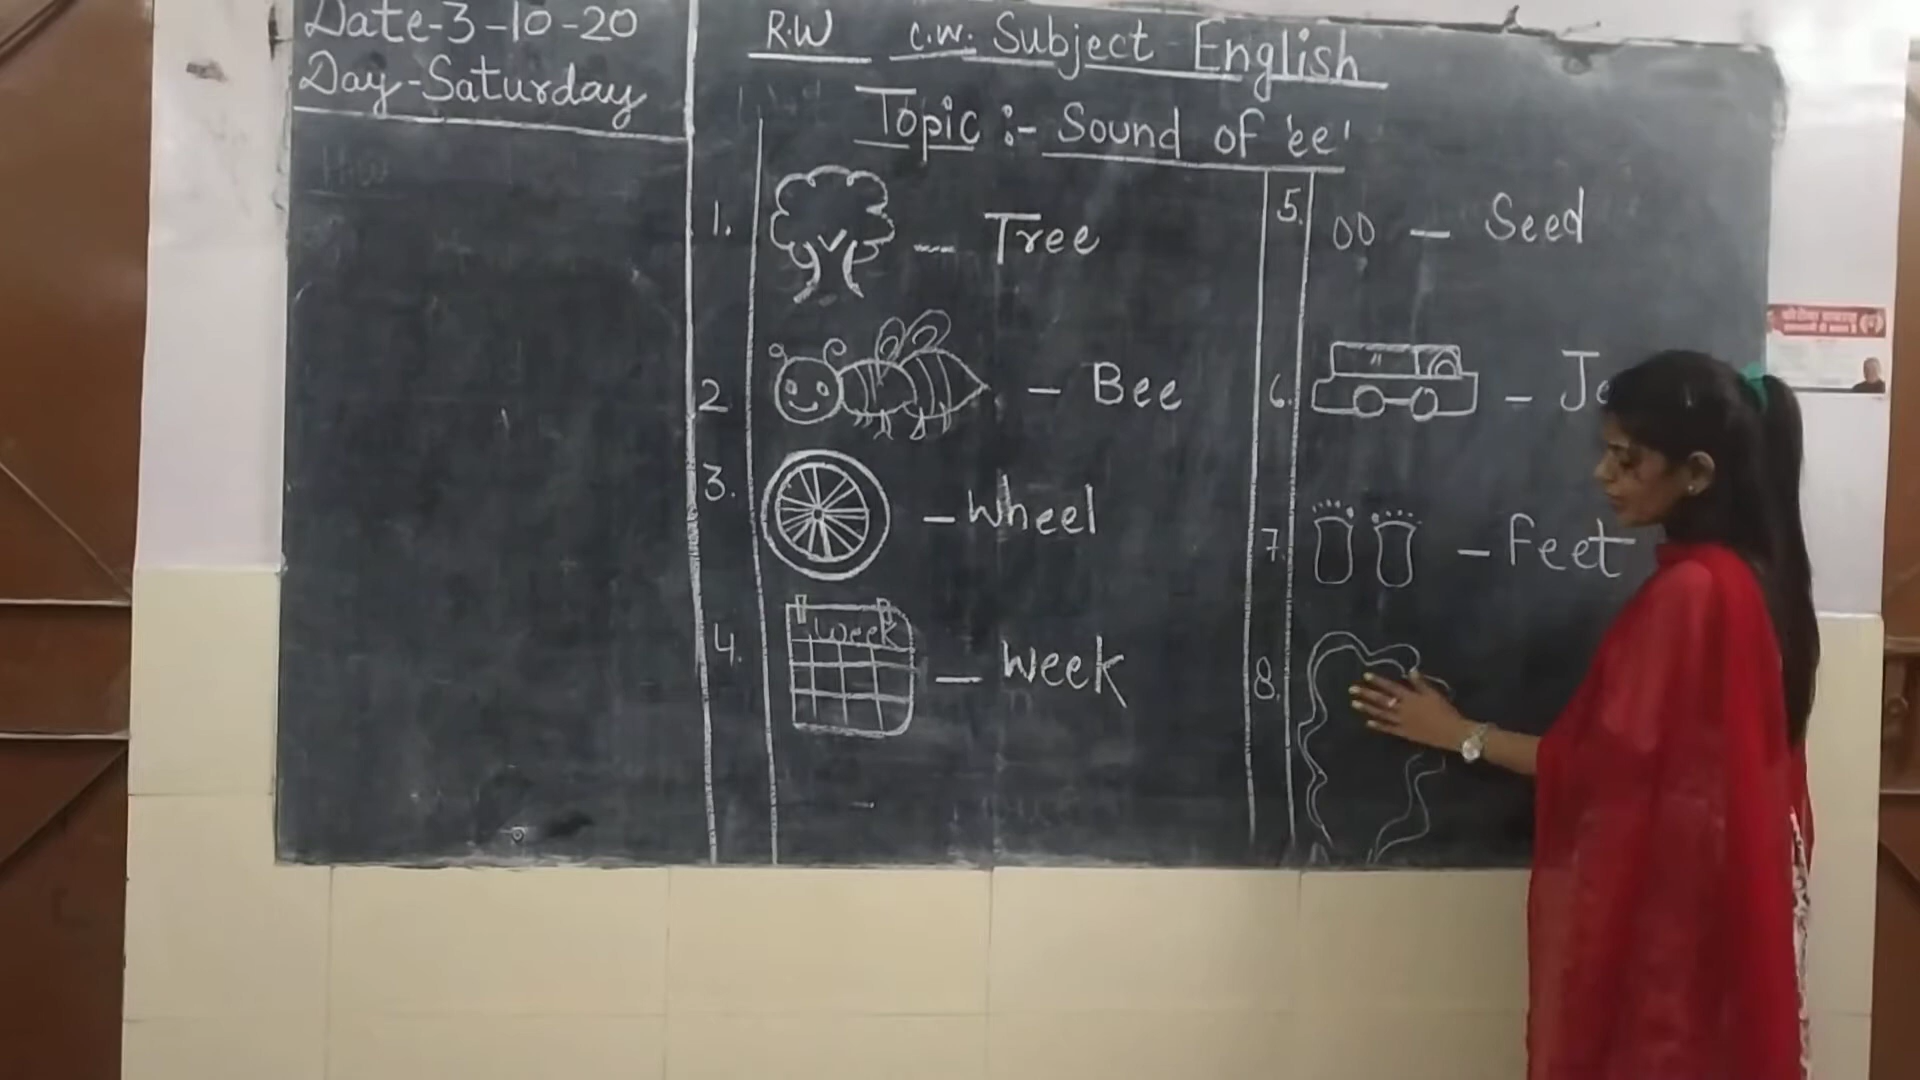 Date-3-10-20
Day-Saturday
R.W C.W. Subject English
Topic :- Sound of 'ee'
1. — Tree
2 — Bee
3. — Wheel
4. Week — Week
5. — Seed
6. — Je
7. — Feet
8.